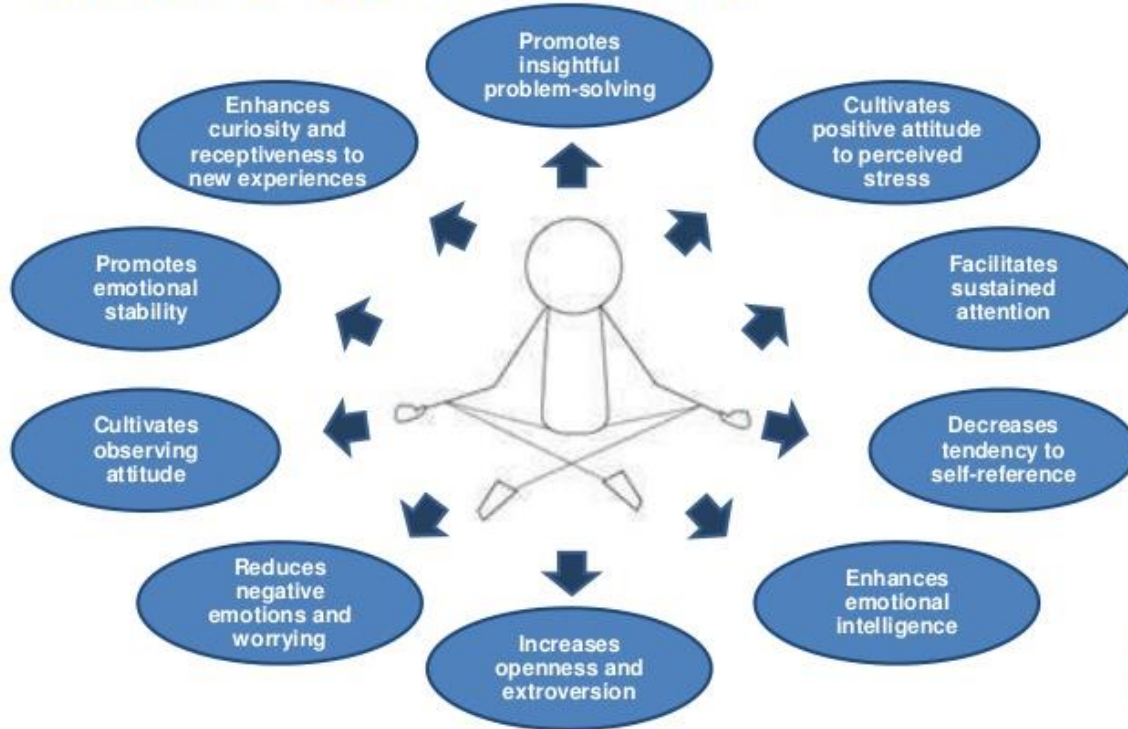 Promotes
insightful
problem-solving
Cultivates
positive attitude
to perceived
stress
Facilitates
sustained
attention
Decreases
tendency to
self-reference
Enhances
emotional
intelligence
Increases
openness and
extroversion
Reduces
negative
emotions and
worrying
Cultivates
observing
attitude
Promotes
emotional
stability
Enhances
curiosity and
receptiveness to
new experiences